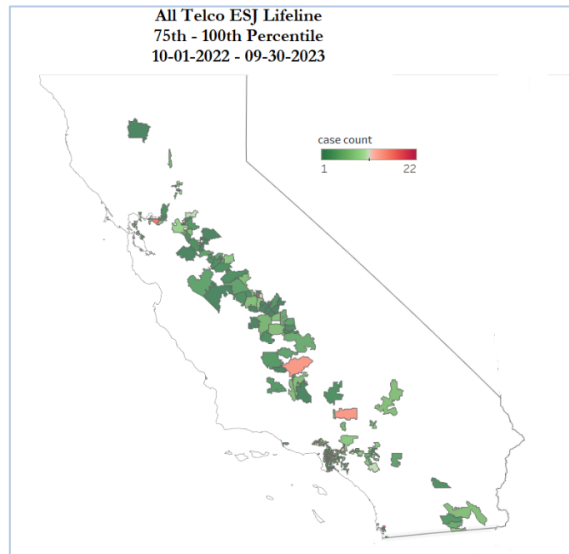 All Telco ESJ Lifeline
75th - 100th Percentile
10-01-2022 - 09-30-2023
case count
1 22